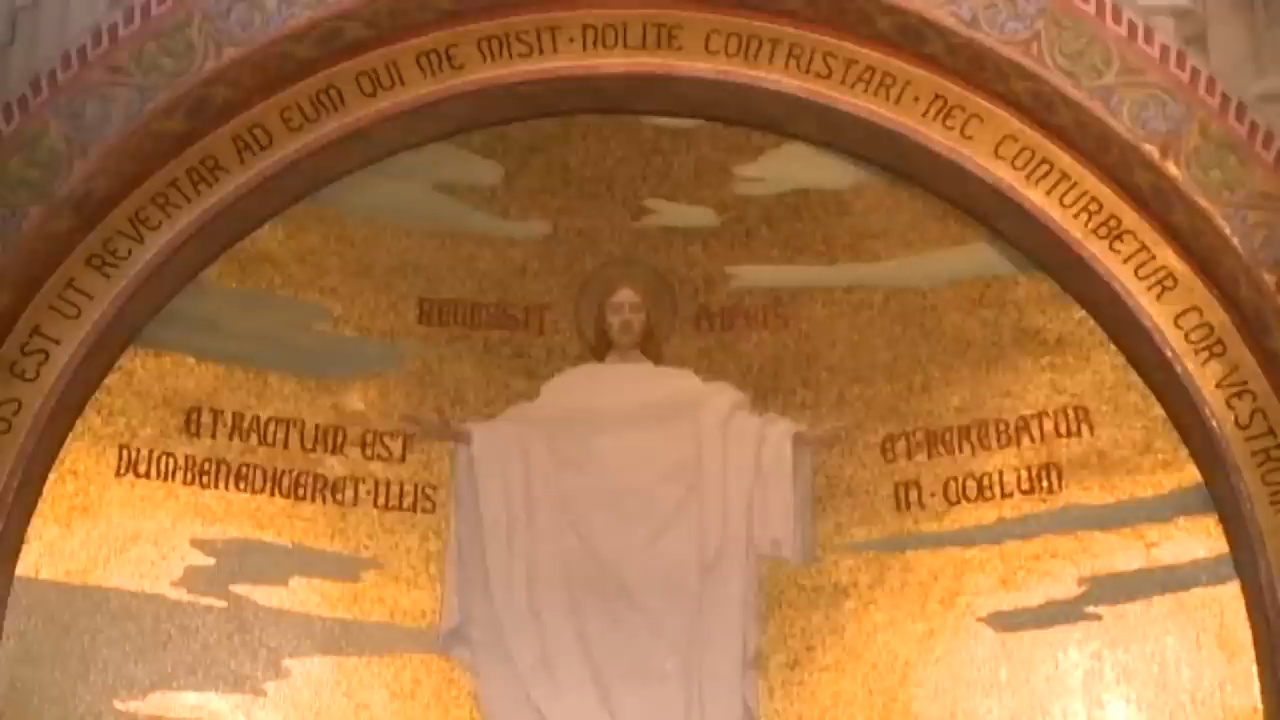 EST UT REVERTAR AD EUM QUI ME MISIT·NOLITE CONTRISTARI·NEC CONTURBETUR COR VESTRUM
ET·FACTUM EST
DUM·BENEDICERET·ILLIS
ET·FEREBATUR
IN·COELUM